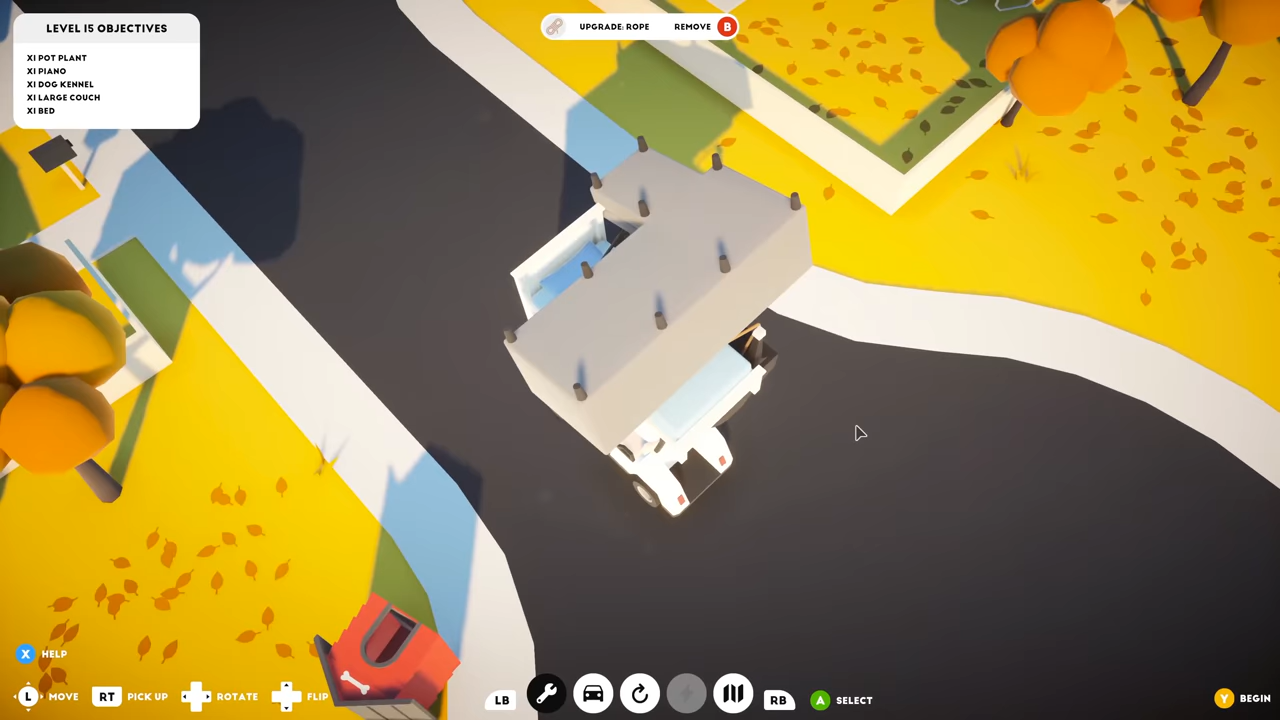 LEVEL 15 OBJECTIVES
X1 POT PLANT
X1 PIANO
X1 DOG KENNEL
X1 LARGE COUCH
X1 BED
UPGRADE: ROPE REMOVE B
X HELP
L MOVE RT PICK UP ROTATE FLIP LB RB A SELECT Y BEGIN